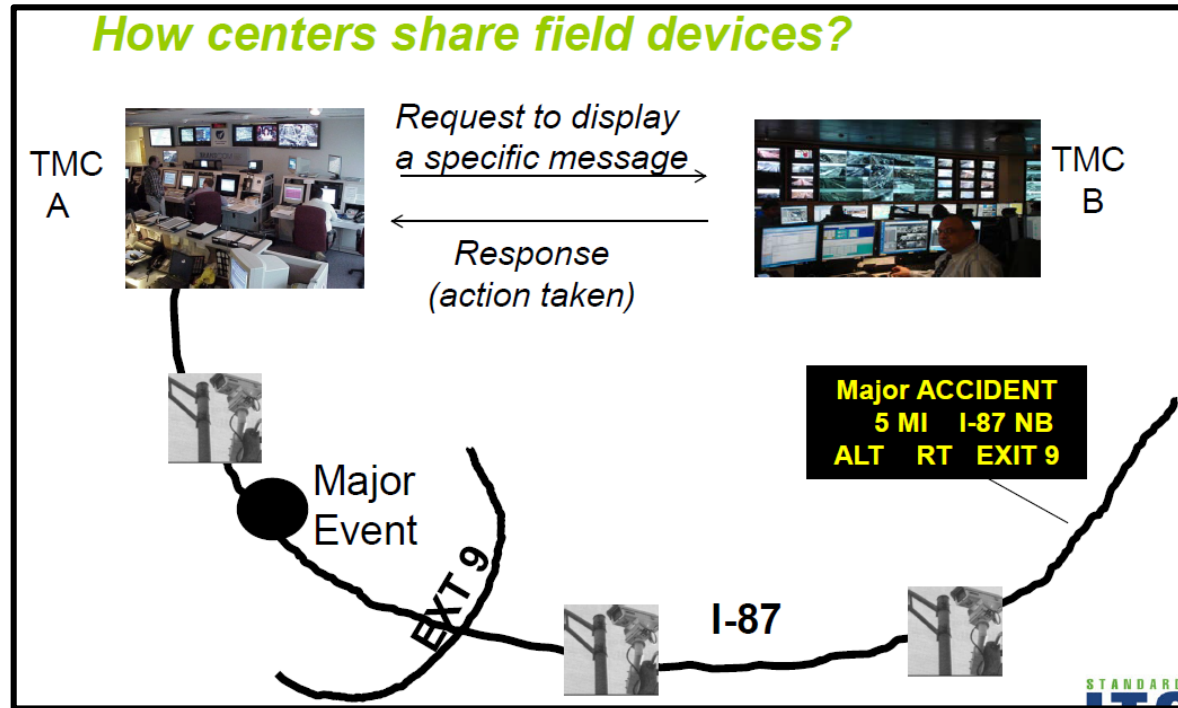 How centers share field devices?
TMC
A
Request to display
a specific message
TMC
B
Response
(action taken)
Major ACCIDENT
5 MI I-87 NB
ALT RT EXIT 9
Major
Event
EXT 9
I-87